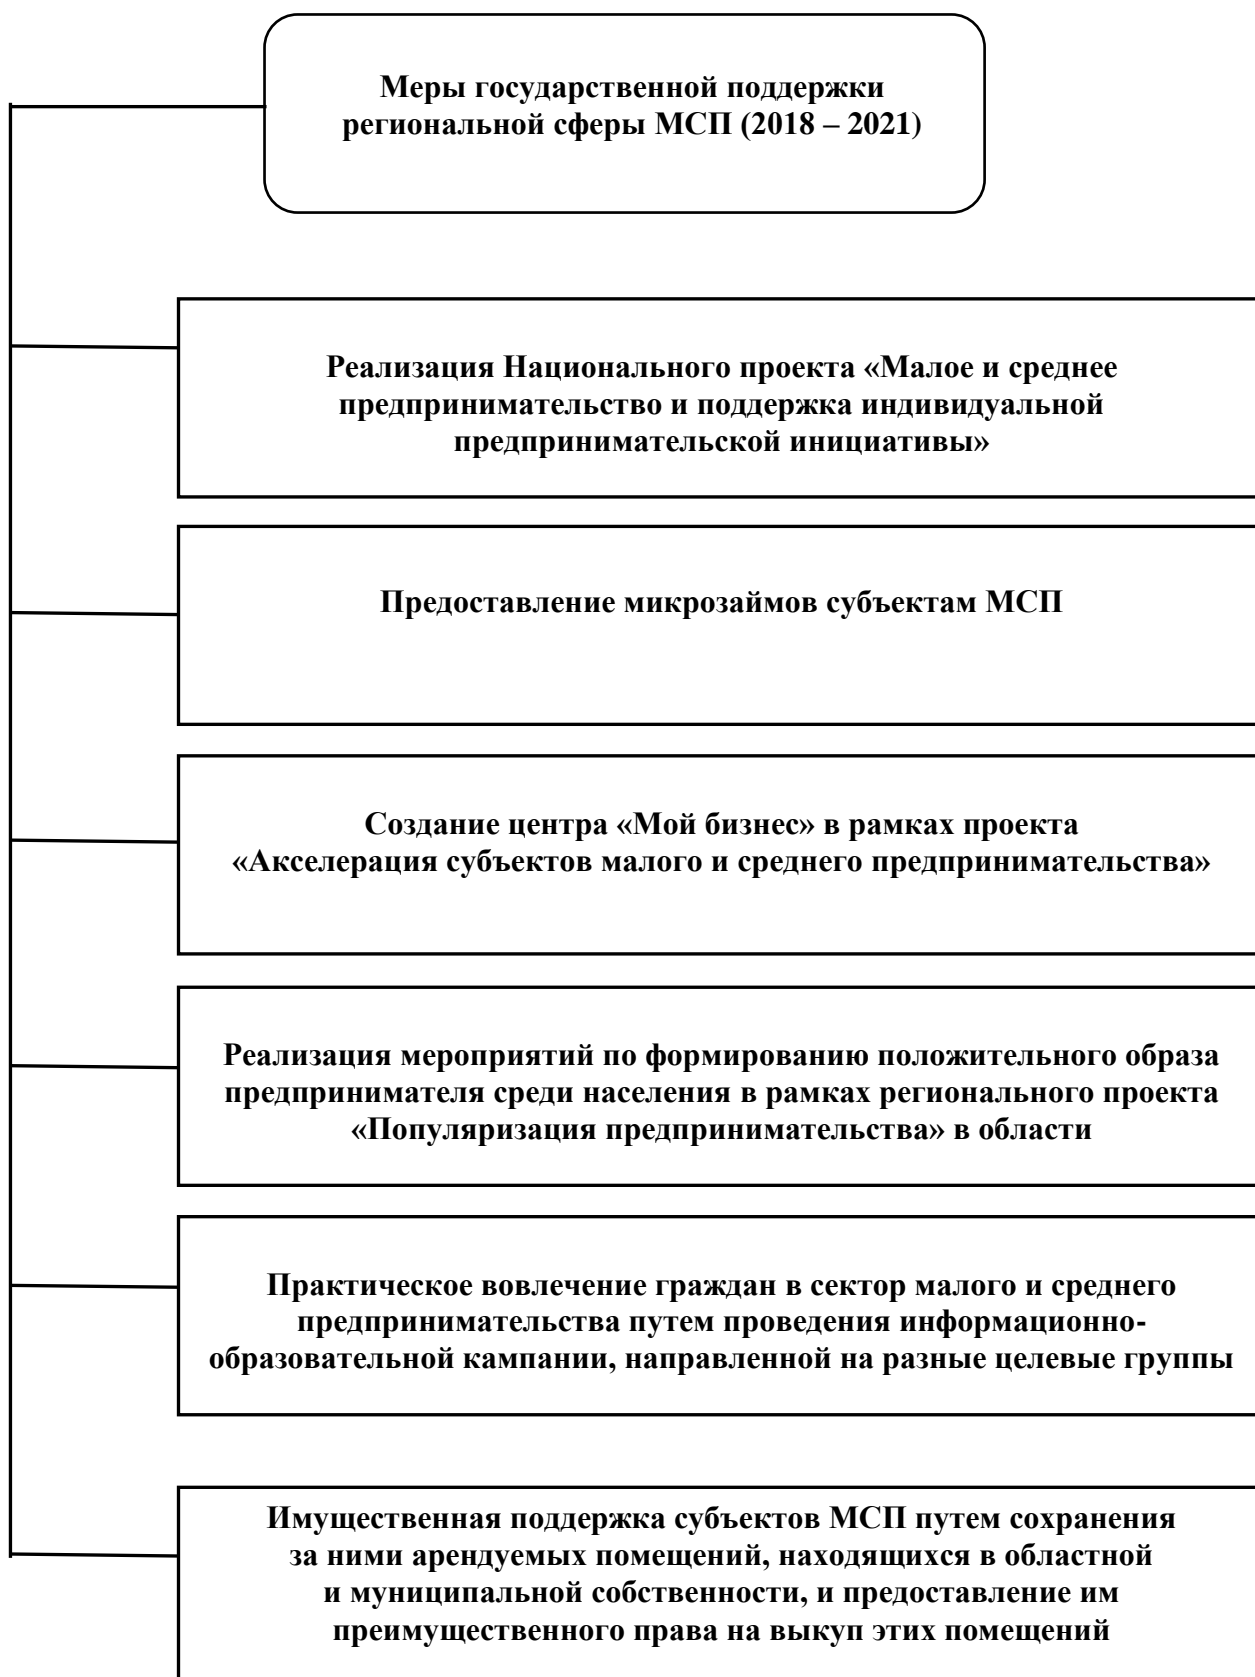 Меры государственной поддержки
региональной сферы МСП (2018 – 2021)
Реализация Национального проекта «Малое и среднее
предпринимательство и поддержка индивидуальной
предпринимательской инициативы»
Предоставление микрозаймов субъектам МСП
Создание центра «Мой бизнес» в рамках проекта
«Акселерация субъектов малого и среднего предпринимательства»
Реализация мероприятий по формированию положительного образа
предпринимателя среди населения в рамках регионального проекта
«Популяризация предпринимательства» в области
Практическое вовлечение граждан в сектор малого и среднего
предпринимательства путем проведения информационно-
образовательной кампании, направленной на разные целевые группы
Имущественная поддержка субъектов МСП путем сохранения
за ними арендуемых помещений, находящихся в областной
и муниципальной собственности, и предоставление им
преимущественного права на выкуп этих помещений